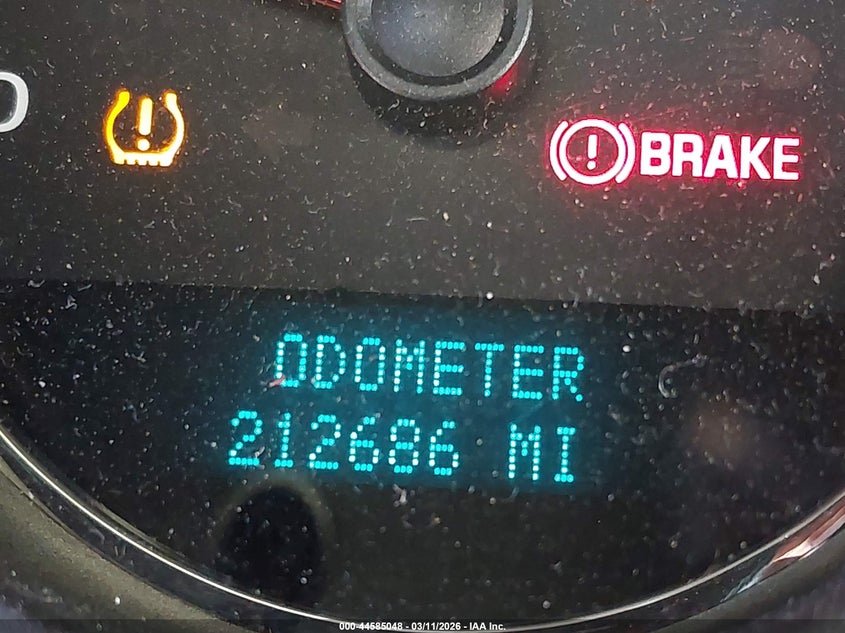 BRAKE
ODOMETER
212686 MI
000-44585048 - 03/11/2026 - IAA Inc.